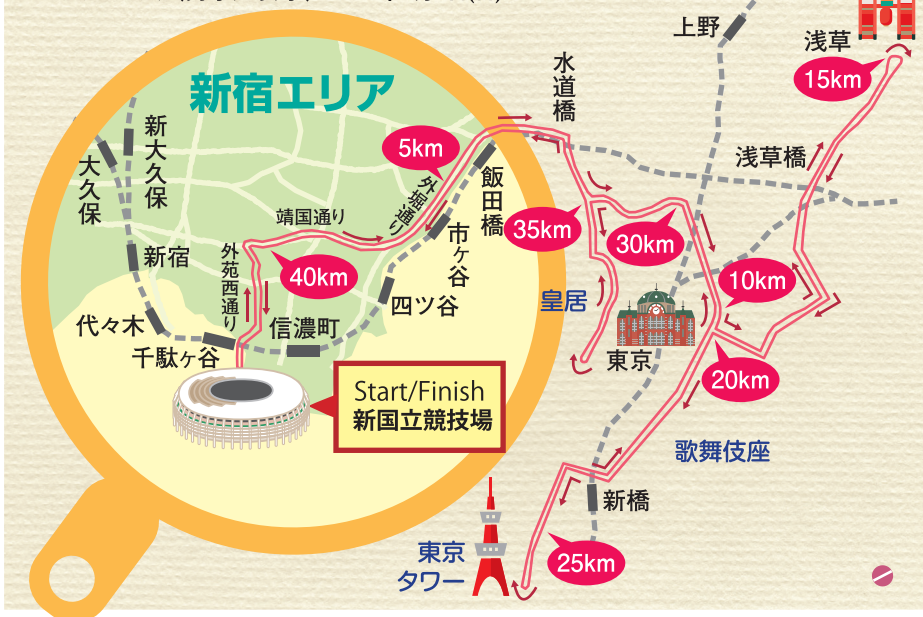 上野
浅草
15km
水道橋
新宿エリア
5km
浅草橋
新大久保
大久保
飯田橋
外堀通り
靖国通り
35km
30km
市ヶ谷
新宿
外苑西通り
40km
10km
四ツ谷
皇居
代々木
信濃町
千駄ヶ谷
東京
20km
Start/Finish
新国立競技場
歌舞伎座
新橋
東京
タワー
25km